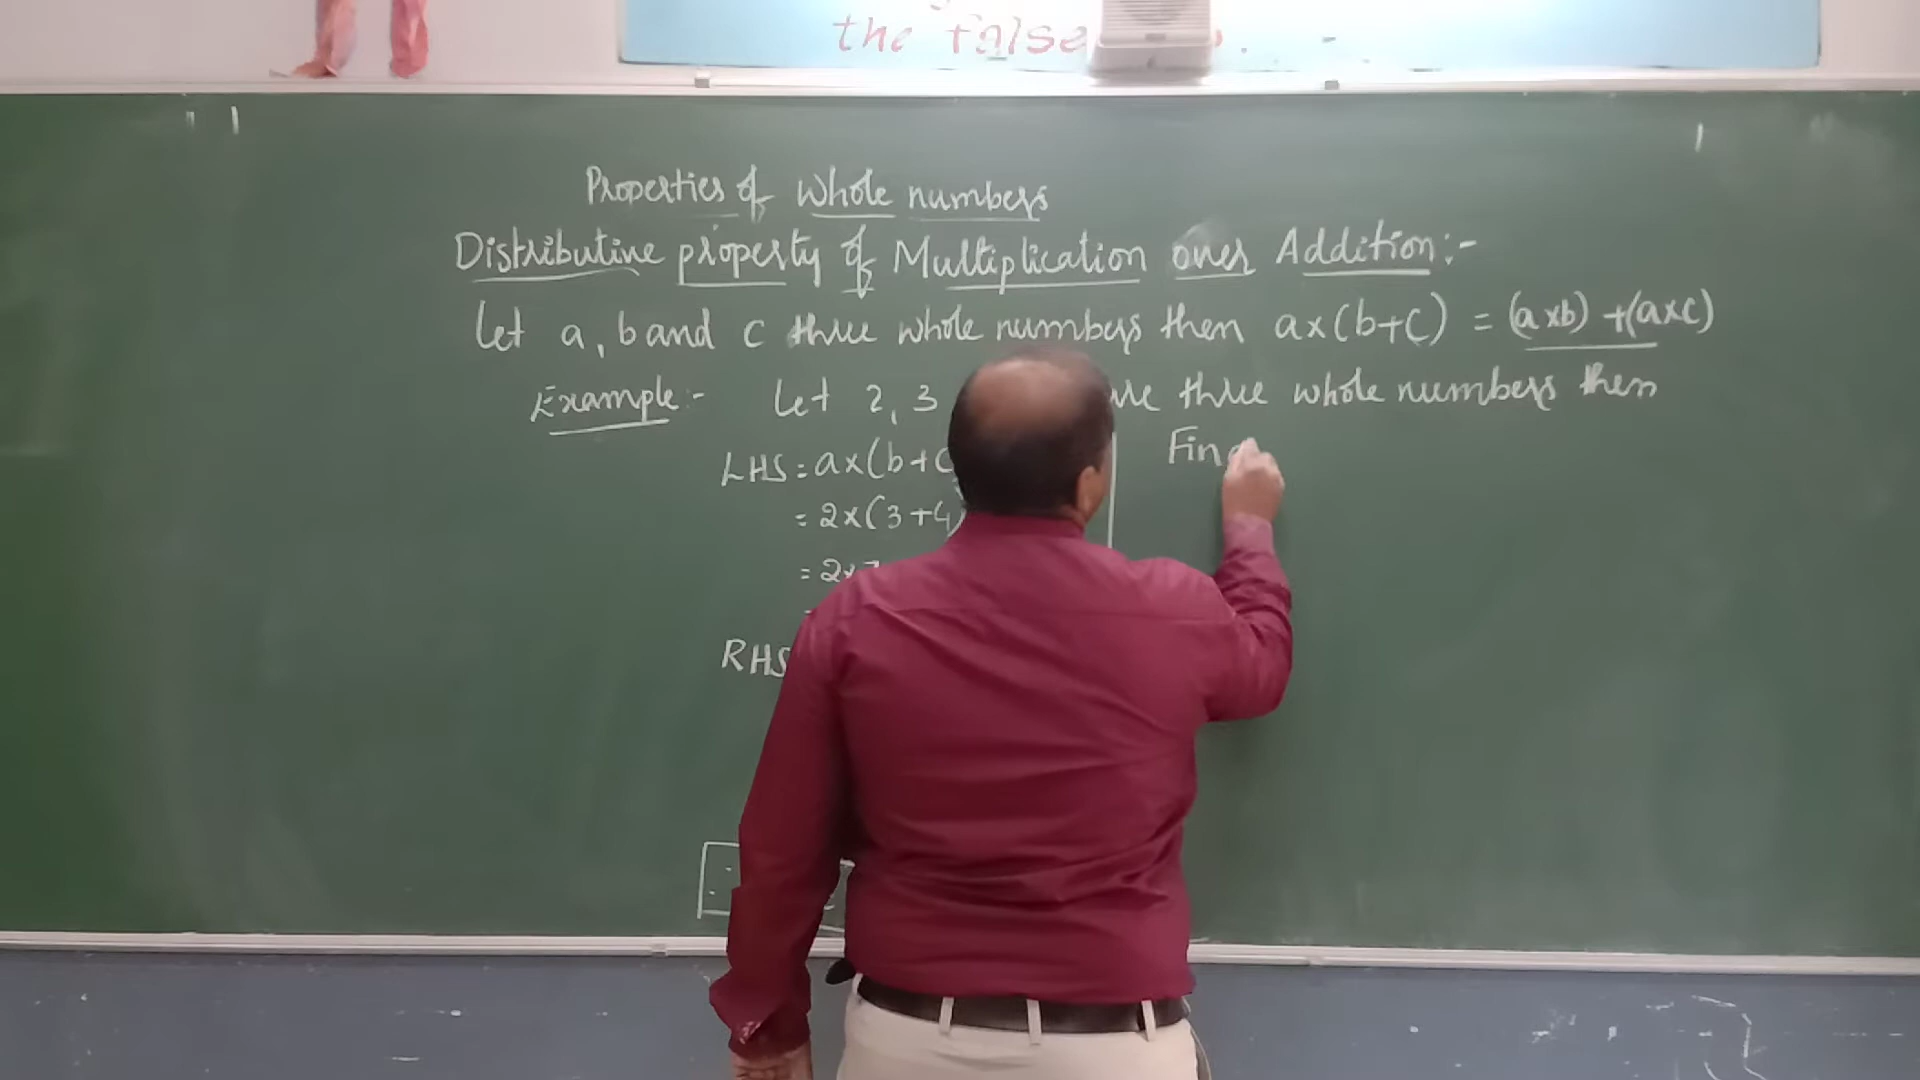 the false
Properties of Whole numbers
Distributive property of Multiplication over Addition:-
Let a, b and c three whole numbers then a×(b+c) = (a×b) +(a×c)
Example:- Let 2, 3 three whole numbers then
LHS = a×(b+c
= 2×(3+4)
= 2×7
RHS
Fin